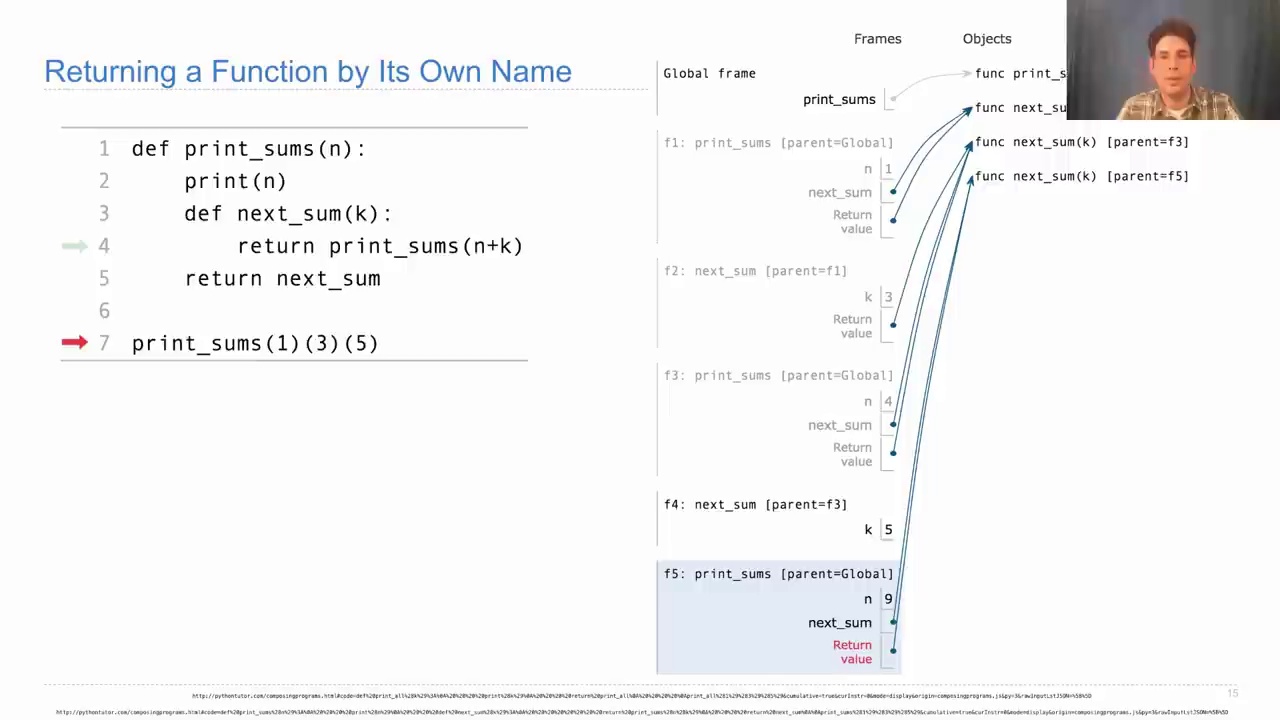 Returning a Function by Its Own Name
1 def print_sums(n):
2 print(n)
3 def next_sum(k):
4 return print_sums(n+k)
5 return next_sum
6
7 print_sums(1)(3)(5)
Frames Objects
Global frame
print_sums
func print_s
func next_su
func next_sum(k) [parent=f3]
func next_sum(k) [parent=f5]
f1: print_sums [parent=Global]
n 1
next_sum
Return
value
f2: next_sum [parent=f1]
k 3
Return
value
f3: print_sums [parent=Global]
n 4
next_sum
Return
value
f4: next_sum [parent=f3]
k 5
f5: print_sums [parent=Global]
n 9
next_sum
Return
value
15